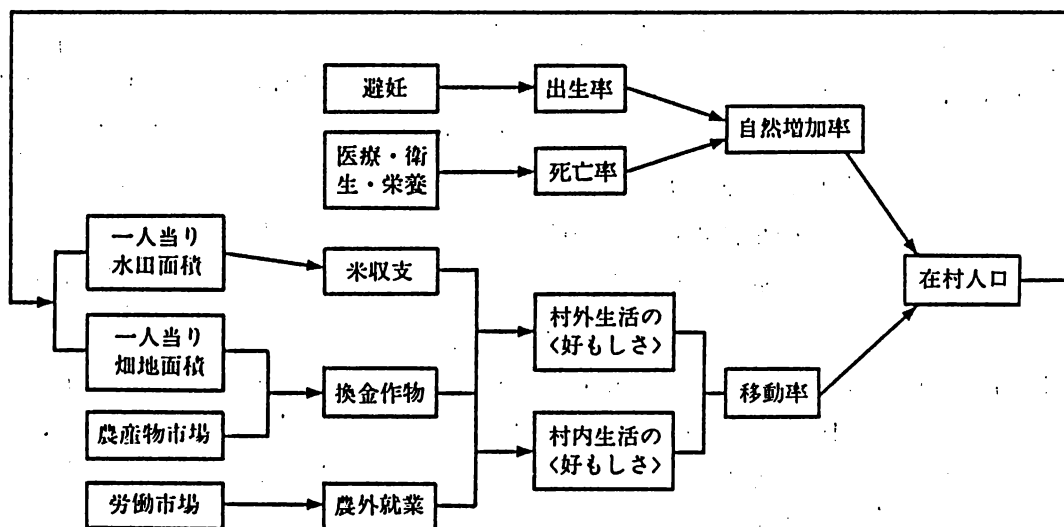 避妊
出生率
自然増加率
医療・衛
生・栄養
死亡率
一人当り
水田面積
米収支
在村人口
村外生活の
〈好もしさ〉
一人当り
畑地面積
換金作物
移動率
農産物市場
村内生活の
〈好もしさ〉
労働市場
農外就業